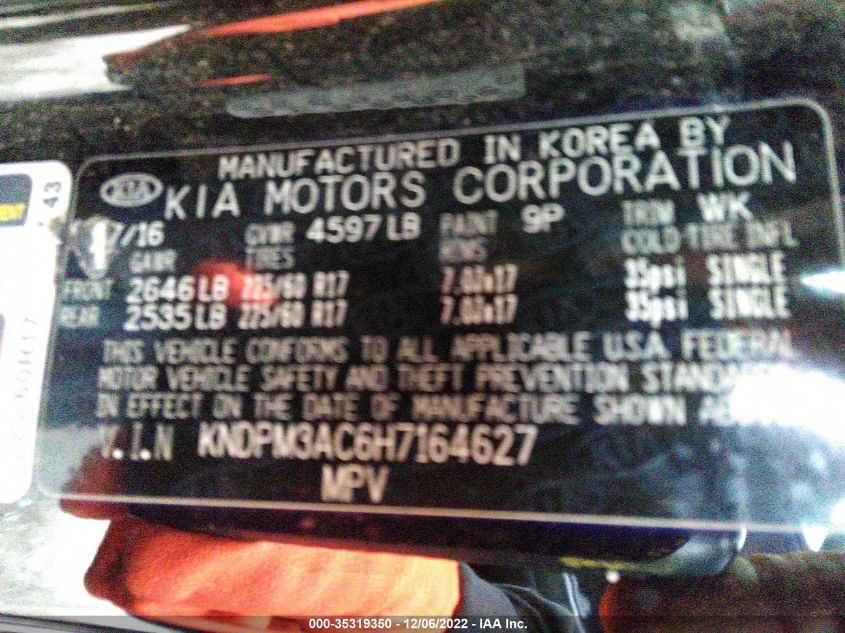 MANUFACTURED IN KOREA BY
KIA KIA MOTORS CORPORATION
7/16 GVWR 4597 LB PAINT 9P TRIM WK
GAWR TIRES RIMS COLD TIRE INFL
FRONT 2646 LB 225/60 R17 7.0Jx17 35psi SINGLE
REAR 2535 LB 225/60 R17 7.0Jx17 35psi SINGLE
THIS VEHICLE CONFORMS TO ALL APPLICABLE U.S.A. FEDERAL
MOTOR VEHICLE SAFETY AND THEFT PREVENTION
IN EFFECT ON THE DATE OF MANUFACTURE SHOWN
V.I.N KNDPM3AC6H7164627
MPV
43
000-35319350 - 12/06/2022 - IAA Inc.